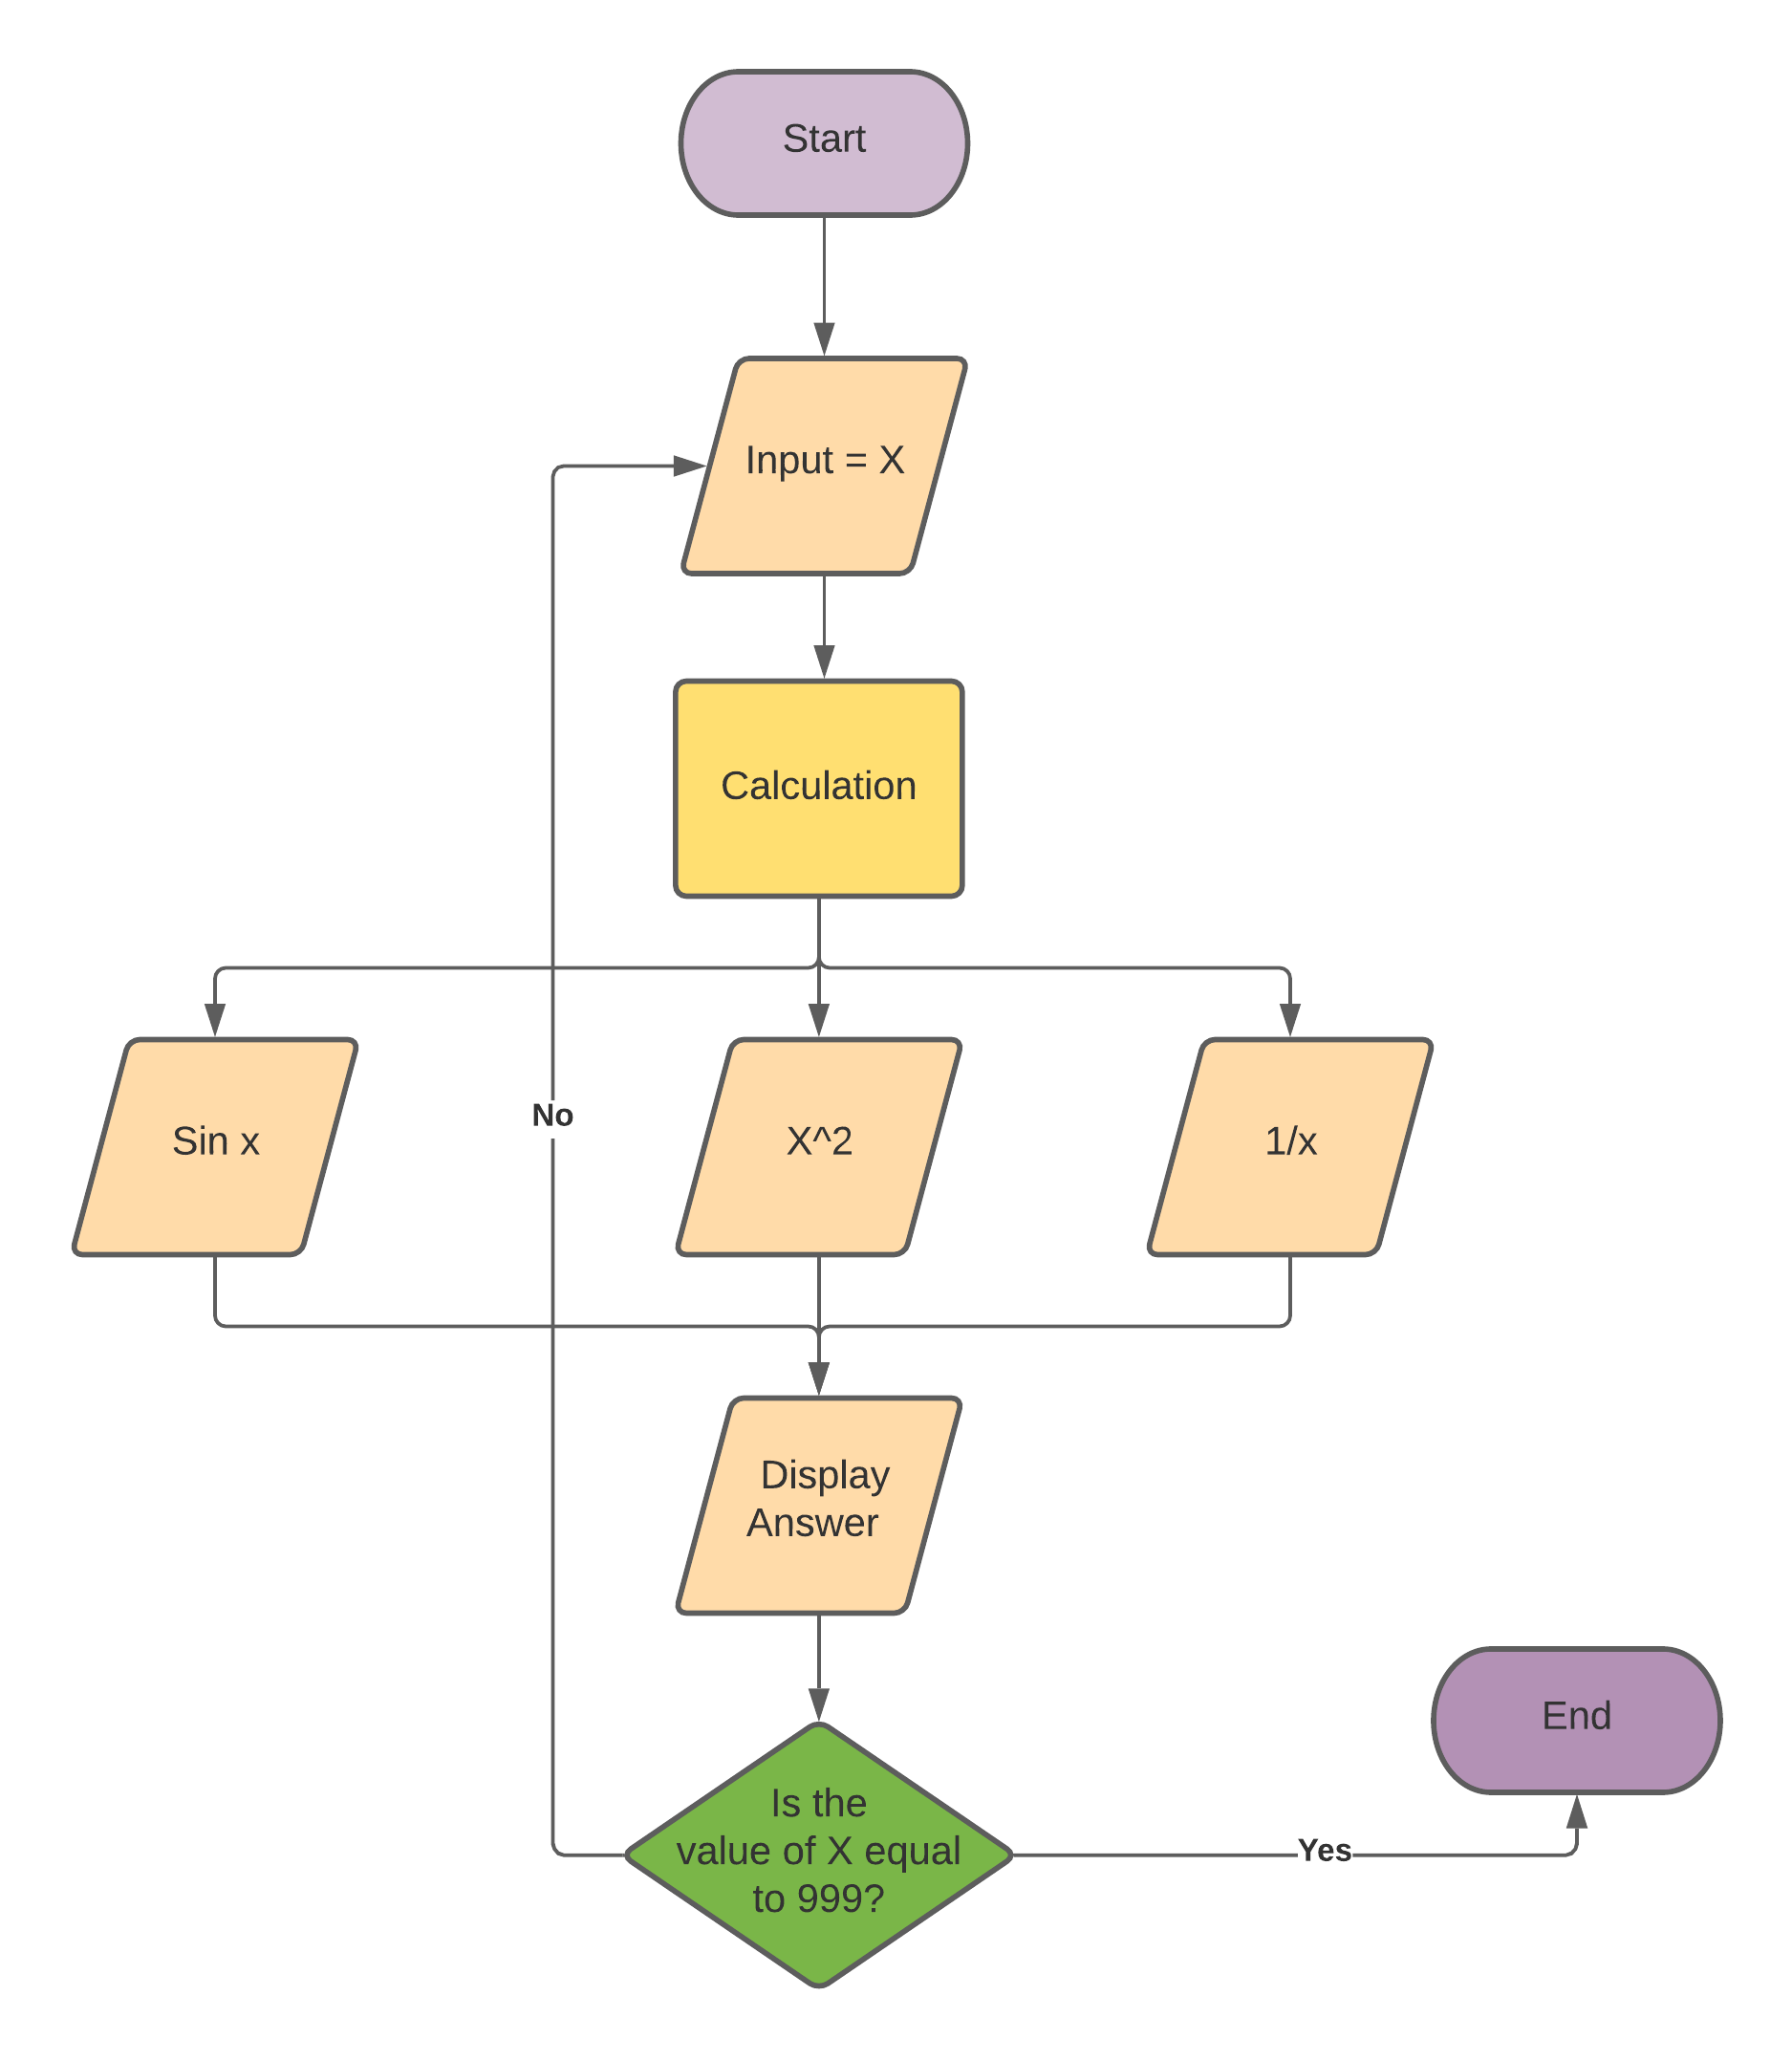 Start
Input = X
Calculation
Sin x
No
X^2
1/x
Display
Answer
End
Is the
value of X equal
to 999?
Yes